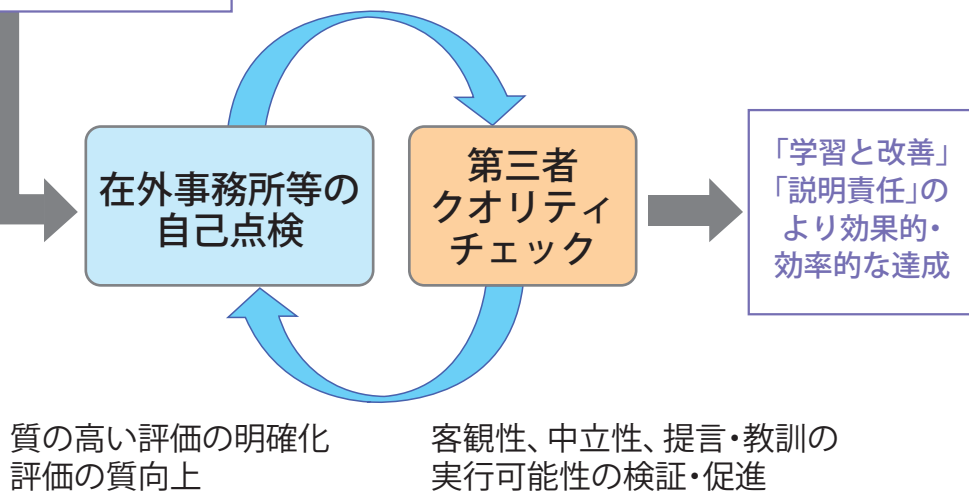 在外事務所等の
自己点検
第三者
クオリティ
チェック
「学習と改善」
「説明責任」の
より効果的・
効率的な達成
質の高い評価の明確化
評価の質向上
客観性、中立性、提言・教訓の
実行可能性の検証・促進